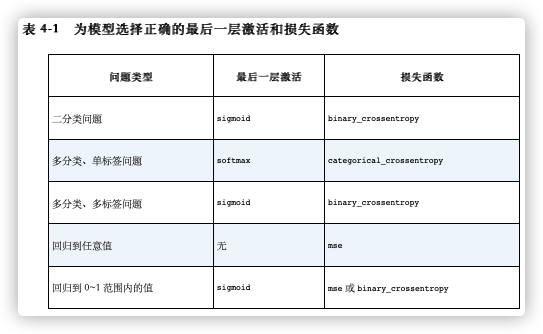 表 4-1 为模型选择正确的最后一层激活和损失函数
问题类型 最后一层激活 损失函数
二分类问题 sigmoid binary_crossentropy
多分类、单标签问题 softmax categorical_crossentropy
多分类、多标签问题 sigmoid binary_crossentropy
回归到任意值 无 mse
回归到 0~1 范围内的值 sigmoid mse 或 binary_crossentropy